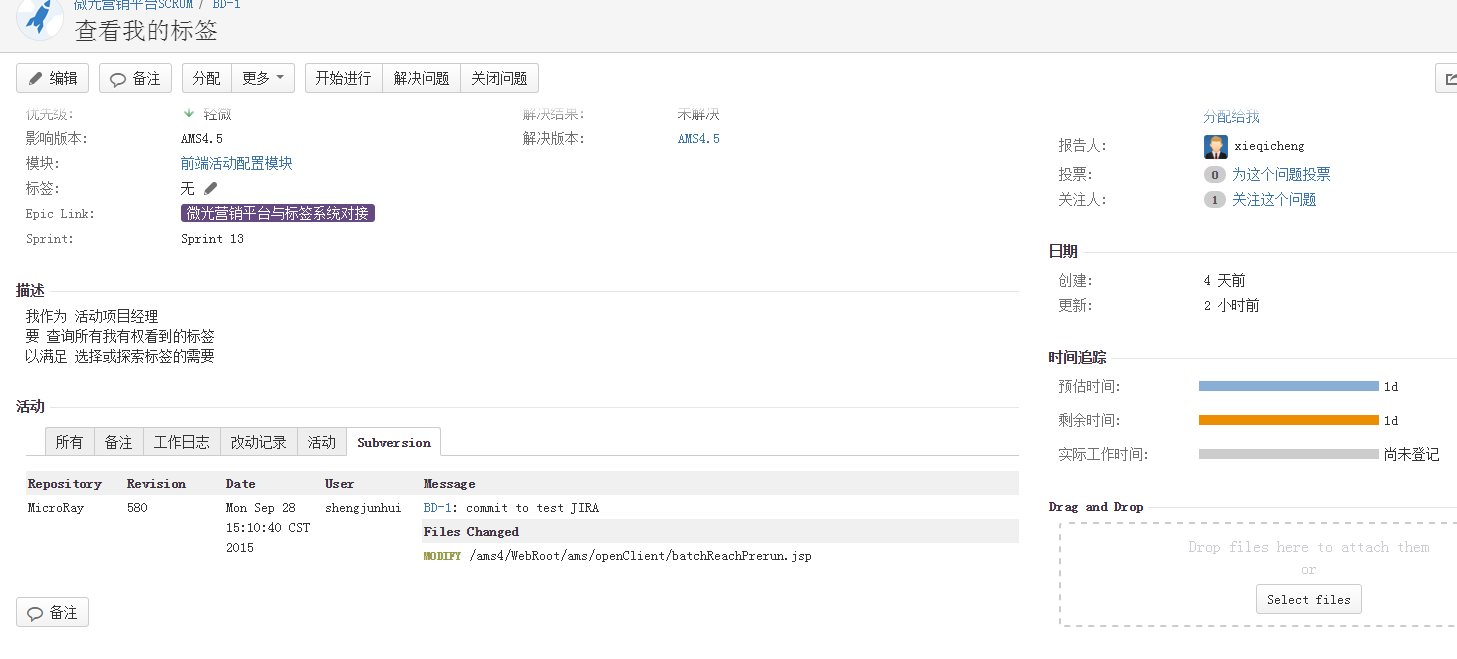 微光营销平台SCRUM / BD-1
查看我的标签
编辑 备注 分配 更多 开始进行 解决问题 关闭问题
优先级: 轻微 解决结果: 未解决
影响版本: AMS4.5 解决版本: AMS4.5
模块: 前端活动配置模块
标签: 无
Epic Link: 微光营销平台与标签系统对接
Sprint: Sprint 13
描述
我作为 活动项目经理
要 查询所有我有权看到的标签
以满足 选择或探索标签的需要
活动
所有 备注 工作日志 改动记录 活动 Subversion
Repository Revision Date User Message
MicroRay 580 Mon Sep 28 shengjunhui BD-1: commit to test JIRA
15:10:40 CST Files Changed
2015
MODIFY /ams4/WebRoot/ams/openClient/batchReachPrerun.jsp
备注
分配给我
报告人: xieqicheng
投票: 0 为这个问题投票
关注人: 1 关注这个问题
日期
创建: 4 天前
更新: 2 小时前
时间追踪
预估时间: 1d
剩余时间: 1d
实际工作时间: 尚未登记
Drag and Drop
Drop files here to attach them
or
Select files